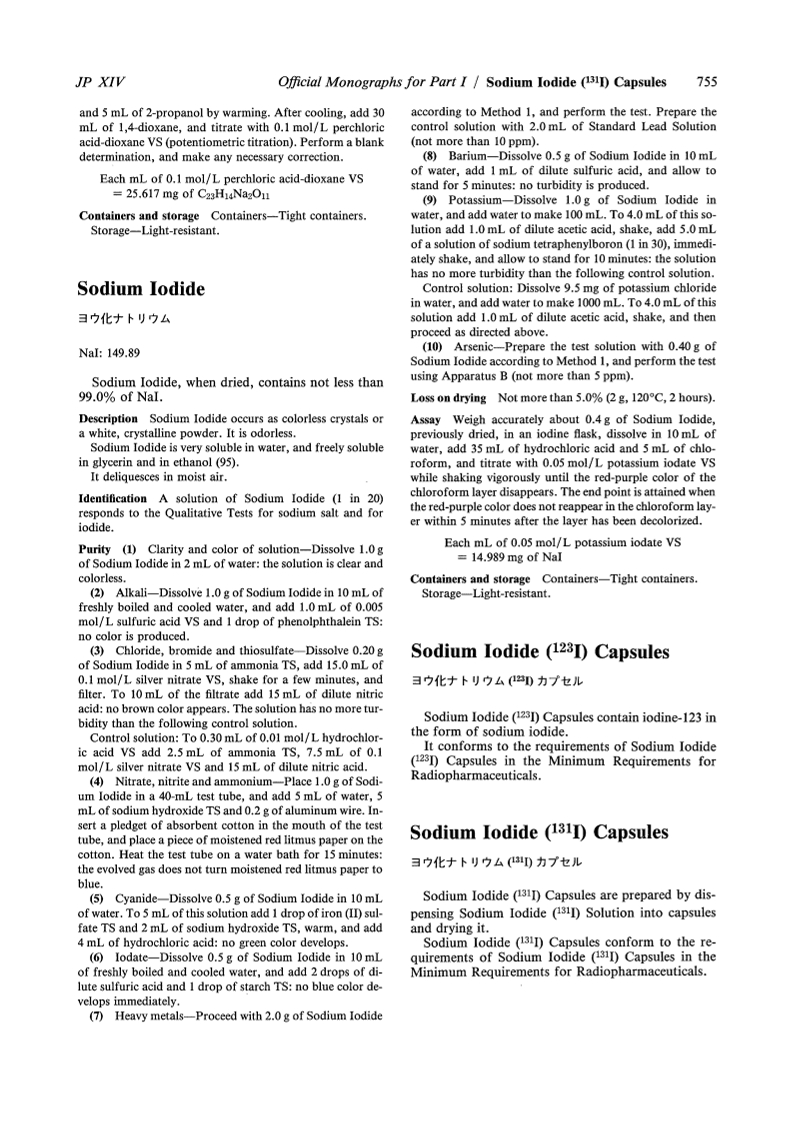 JP XIV
Official Monographs for Part I / Sodium Iodide (¹³¹I) Capsules 755
and 5 mL of 2-propanol by warming. After cooling, add 30
mL of 1,4-dioxane, and titrate with 0.1 mol/L perchloric
acid-dioxane VS (potentiometric titration). Perform a blank
determination, and make any necessary correction.
Each mL of 0.1 mol/L perchloric acid-dioxane VS
= 25.617 mg of C₂₃H₁₄Na₂O₁₁
Containers and storage Containers—Tight containers.
Storage—Light-resistant.
Sodium Iodide
ヨウ化ナトリウム
NaI: 149.89
Sodium Iodide, when dried, contains not less than
99.0% of NaI.
Description Sodium Iodide occurs as colorless crystals or
a white, crystalline powder. It is odorless.
Sodium Iodide is very soluble in water, and freely soluble
in glycerin and in ethanol (95).
It deliquesces in moist air.
Identification A solution of Sodium Iodide (1 in 20)
responds to the Qualitative Tests for sodium salt and for
iodide.
Purity (1) Clarity and color of solution—Dissolve 1.0 g
of Sodium Iodide in 2 mL of water: the solution is clear and
colorless.
(2) Alkali—Dissolve 1.0 g of Sodium Iodide in 10 mL of
freshly boiled and cooled water, and add 1.0 mL of 0.005
mol/L sulfuric acid VS and 1 drop of phenolphthalein TS:
no color is produced.
(3) Chloride, bromide and thiosulfate—Dissolve 0.20 g
of Sodium Iodide in 5 mL of ammonia TS, add 15.0 mL of
0.1 mol/L silver nitrate VS, shake for a few minutes, and
filter. To 10 mL of the filtrate add 15 mL of dilute nitric
acid: no brown color appears. The solution has no more tur-
bidity than the following control solution.
Control solution: To 0.30 mL of 0.01 mol/L hydrochlor-
ic acid VS add 2.5 mL of ammonia TS, 7.5 mL of 0.1
mol/L silver nitrate VS and 15 mL of dilute nitric acid.
(4) Nitrate, nitrite and ammonium—Place 1.0 g of Sodi-
um Iodide in a 40-mL test tube, and add 5 mL of water, 5
mL of sodium hydroxide TS and 0.2 g of aluminum wire. In-
sert a pledget of absorbent cotton in the mouth of the test
tube, and place a piece of moistened red litmus paper on the
cotton. Heat the test tube on a water bath for 15 minutes:
the evolved gas does not turn moistened red litmus paper to
blue.
(5) Cyanide—Dissolve 0.5 g of Sodium Iodide in 10 mL
of water. To 5 mL of this solution add 1 drop of iron (II) sul-
fate TS and 2 mL of sodium hydroxide TS, warm, and add
4 mL of hydrochloric acid: no green color develops.
(6) Iodate—Dissolve 0.5 g of Sodium Iodide in 10 mL
of freshly boiled and cooled water, and add 2 drops of di-
lute sulfuric acid and 1 drop of starch TS: no blue color de-
velops immediately.
(7) Heavy metals—Proceed with 2.0 g of Sodium Iodide
according to Method 1, and perform the test. Prepare the
control solution with 2.0 mL of Standard Lead Solution
(not more than 10 ppm).
(8) Barium—Dissolve 0.5 g of Sodium Iodide in 10 mL
of water, add 1 mL of dilute sulfuric acid, and allow to
stand for 5 minutes: no turbidity is produced.
(9) Potassium—Dissolve 1.0 g of Sodium Iodide in
water, and add water to make 100 mL. To 4.0 mL of this so-
lution add 1.0 mL of dilute acetic acid, shake, add 5.0 mL
of a solution of sodium tetraphenylboron (1 in 30), immedi-
ately shake, and allow to stand for 10 minutes: the solution
has no more turbidity than the following control solution.
Control solution: Dissolve 9.5 mg of potassium chloride
in water, and add water to make 1000 mL. To 4.0 mL of this
solution add 1.0 mL of dilute acetic acid, shake, and then
proceed as directed above.
(10) Arsenic—Prepare the test solution with 0.40 g of
Sodium Iodide according to Method 1, and perform the test
using Apparatus B (not more than 5 ppm).
Loss on drying Not more than 5.0% (2 g, 120°C, 2 hours).
Assay Weigh accurately about 0.4 g of Sodium Iodide,
previously dried, in an iodine flask, dissolve in 10 mL of
water, add 35 mL of hydrochloric acid and 5 mL of chlo-
roform, and titrate with 0.05 mol/L potassium iodate VS
while shaking vigorously until the red-purple color of the
chloroform layer disappears. The end point is attained when
the red-purple color does not reappear in the chloroform lay-
er within 5 minutes after the layer has been decolorized.
Each mL of 0.05 mol/L potassium iodate VS
= 14.989 mg of NaI
Containers and storage Containers—Tight containers.
Storage—Light-resistant.
Sodium Iodide (¹²³I) Capsules
ヨウ化ナトリウム (¹²³I) カプセル
Sodium Iodide (¹²³I) Capsules contain iodine-123 in
the form of sodium iodide.
It conforms to the requirements of Sodium Iodide
(¹²³I) Capsules in the Minimum Requirements for
Radiopharmaceuticals.
Sodium Iodide (¹³¹I) Capsules
ヨウ化ナトリウム (¹³¹I) カプセル
Sodium Iodide (¹³¹I) Capsules are prepared by dis-
pensing Sodium Iodide (¹³¹I) Solution into capsules
and drying it.
Sodium Iodide (¹³¹I) Capsules conform to the re-
quirements of Sodium Iodide (¹³¹I) Capsules in the
Minimum Requirements for Radiopharmaceuticals.